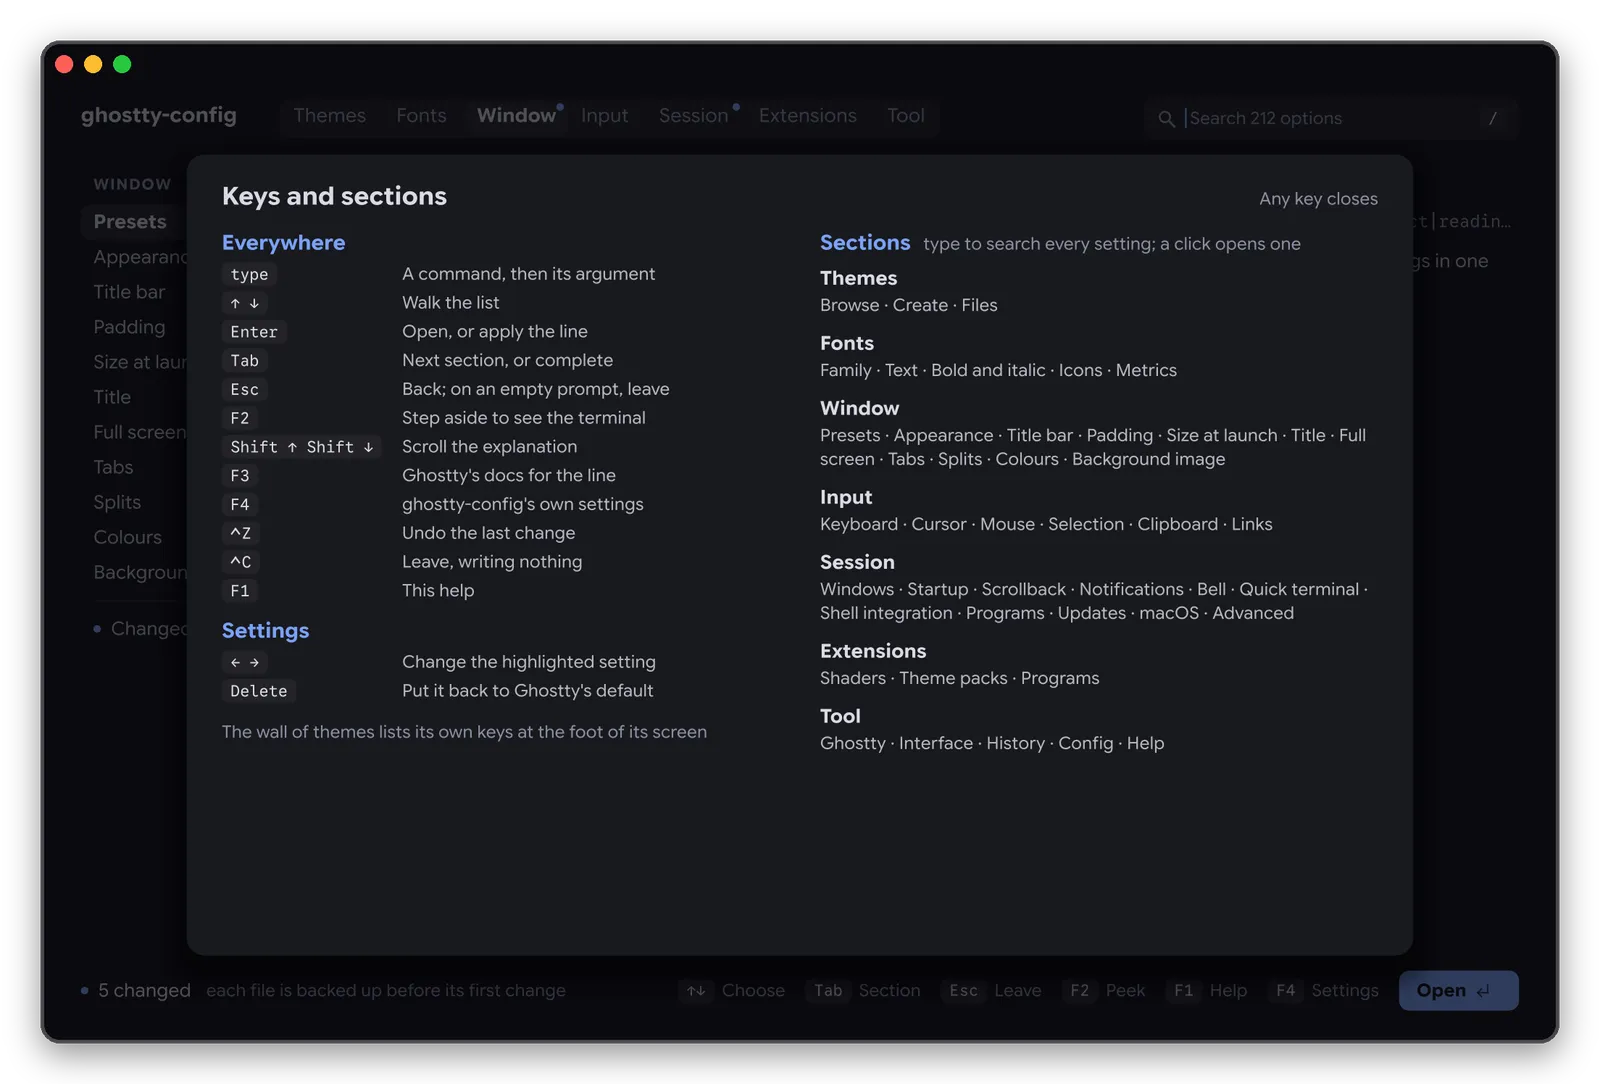 ghostty-config
Themes Fonts Window Input Session Extensions Tool
Search 212 options /
WINDOW
Presets
Title bar
Padding
Title
Full screen
Tabs
Splits
Colours
Keys and sections
Any key closes
Everywhere
type A command, then its argument
↑ ↓ Walk the list
Enter Open, or apply the line
Tab Next section, or complete
Esc Back; on an empty prompt, leave
F2 Step aside to see the terminal
Shift ↑ Shift ↓ Scroll the explanation
F3 Ghostty's docs for the line
F4 ghostty-config's own settings
^Z Undo the last change
^C Leave, writing nothing
F1 This help
Settings
← → Change the highlighted setting
Delete Put it back to Ghostty's default
The wall of themes lists its own keys at the foot of its screen
Sections type to search every setting; a click opens one
Themes
Browse · Create · Files
Fonts
Family · Text · Bold and italic · Icons · Metrics
Window
Presets · Appearance · Title bar · Padding · Size at launch · Title · Full
screen · Tabs · Splits · Colours · Background image
Input
Keyboard · Cursor · Mouse · Selection · Clipboard · Links
Session
Windows · Startup · Scrollback · Notifications · Bell · Quick terminal ·
Shell integration · Programs · Updates · macOS · Advanced
Extensions
Shaders · Theme packs · Programs
Tool
Ghostty · Interface · History · Config · Help
in one
5 changed each file is backed up before its first change
↑↓ Choose Tab Section Esc Leave F2 Peek F1 Help F4 Settings Open ↵